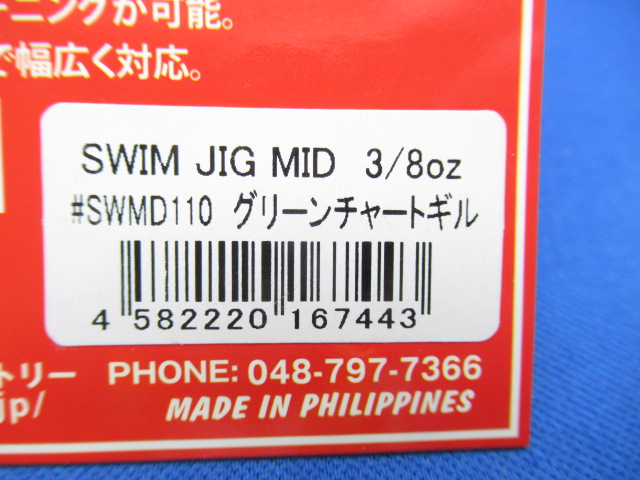 ニングが可能。
で幅広く対応。
SWIM JIG MID 3/8oz
#SWMD110 グリーンチャートギル
4 582220 167443
トリー PHONE: 048-797-7366
jp/ MADE IN PHILIPPINES